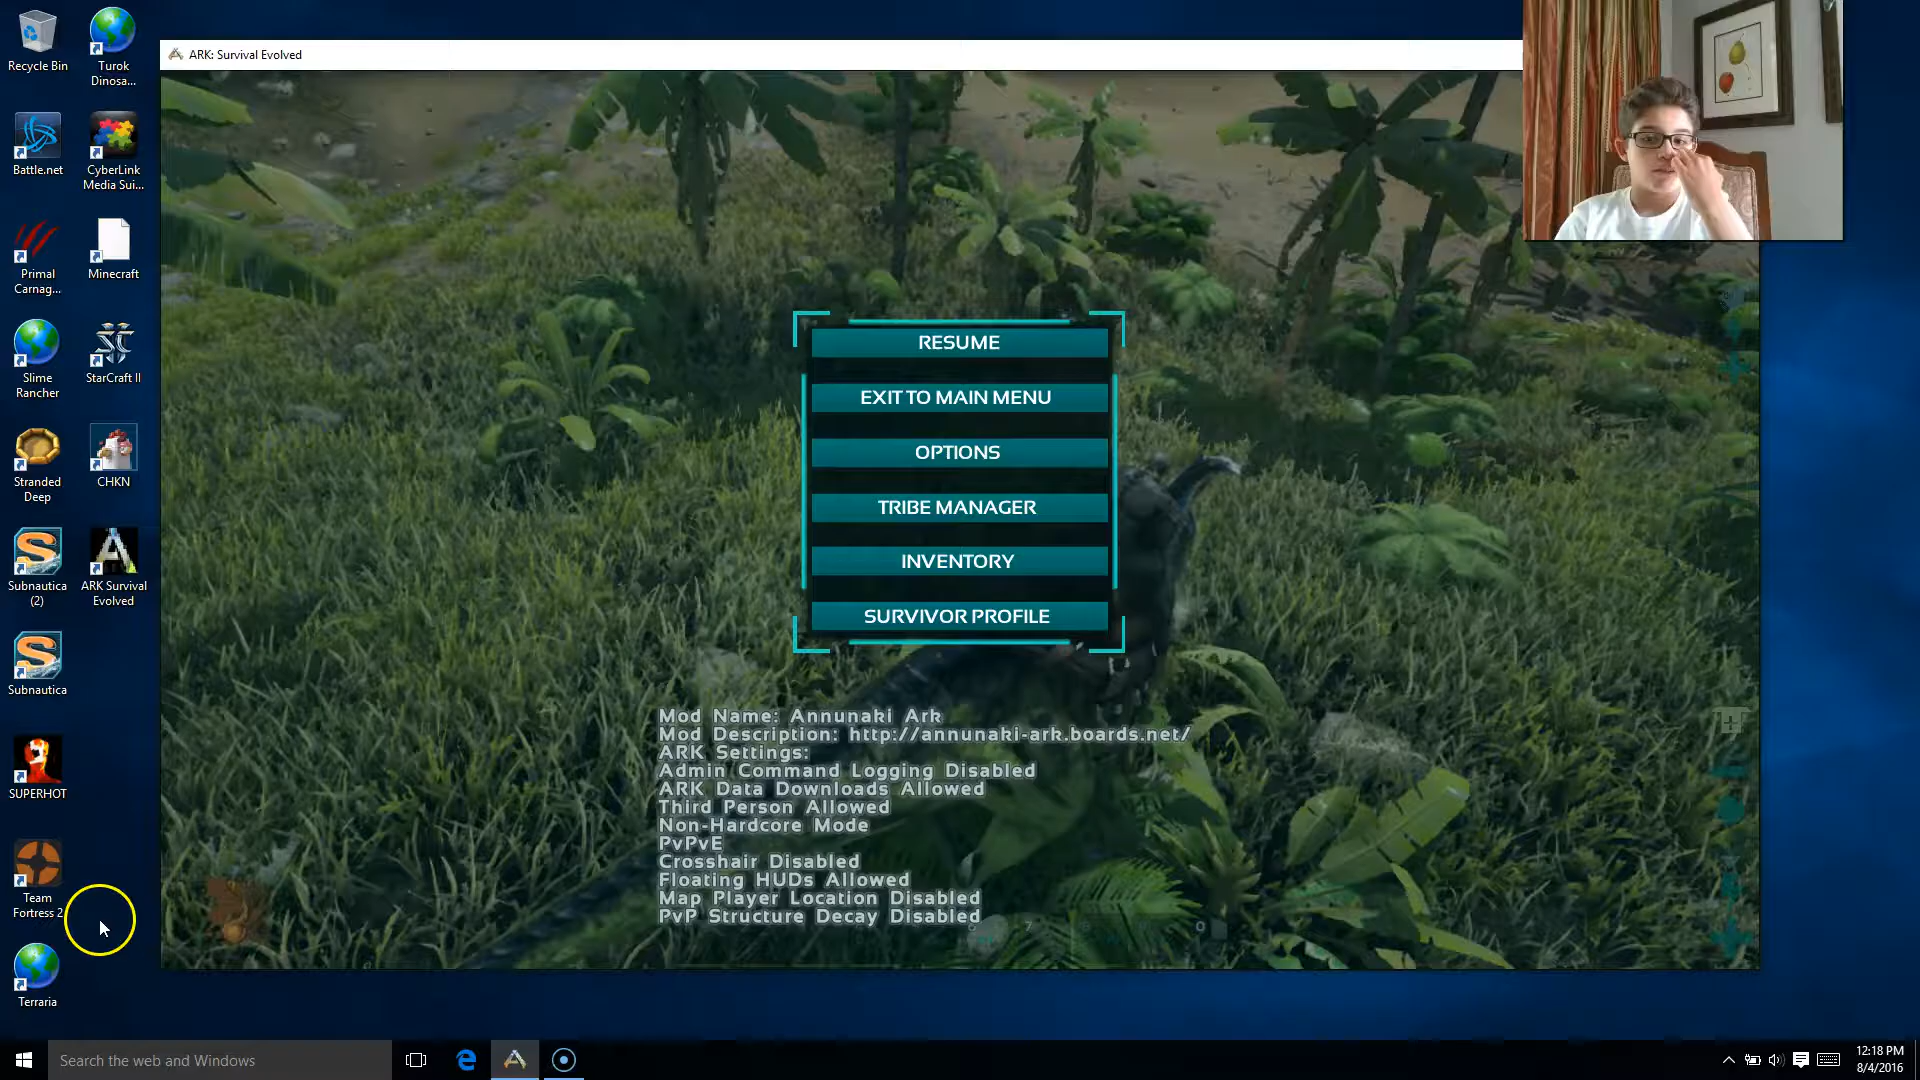 Recycle Bin
Turok
Dinosa...
Battle.net
CyberLink
Media Sui...
Primal
Carnag...
Minecraft
Slime
Rancher
StarCraft II
Stranded
Deep
CHKN
Subnautica
(2)
ARK Survival
Evolved
Subnautica
SUPERHOT
Team
Fortress 2
Terraria
ARK: Survival Evolved
RESUME
EXIT TO MAIN MENU
OPTIONS
TRIBE MANAGER
INVENTORY
SURVIVOR PROFILE
Mod Name: Annunaki Ark
Mod Description: http://annunaki-ark.boards.net/
ARK Settings:
Admin Command Logging Disabled
ARK Data Downloads Allowed
Third Person Allowed
Non-Hardcore Mode
PvPvE
Crosshair Disabled
Floating HUDs Allowed
Map Player Location Disabled
PvP Structure Decay Disabled
7
0
Search the web and Windows
12:18 PM
8/4/2016